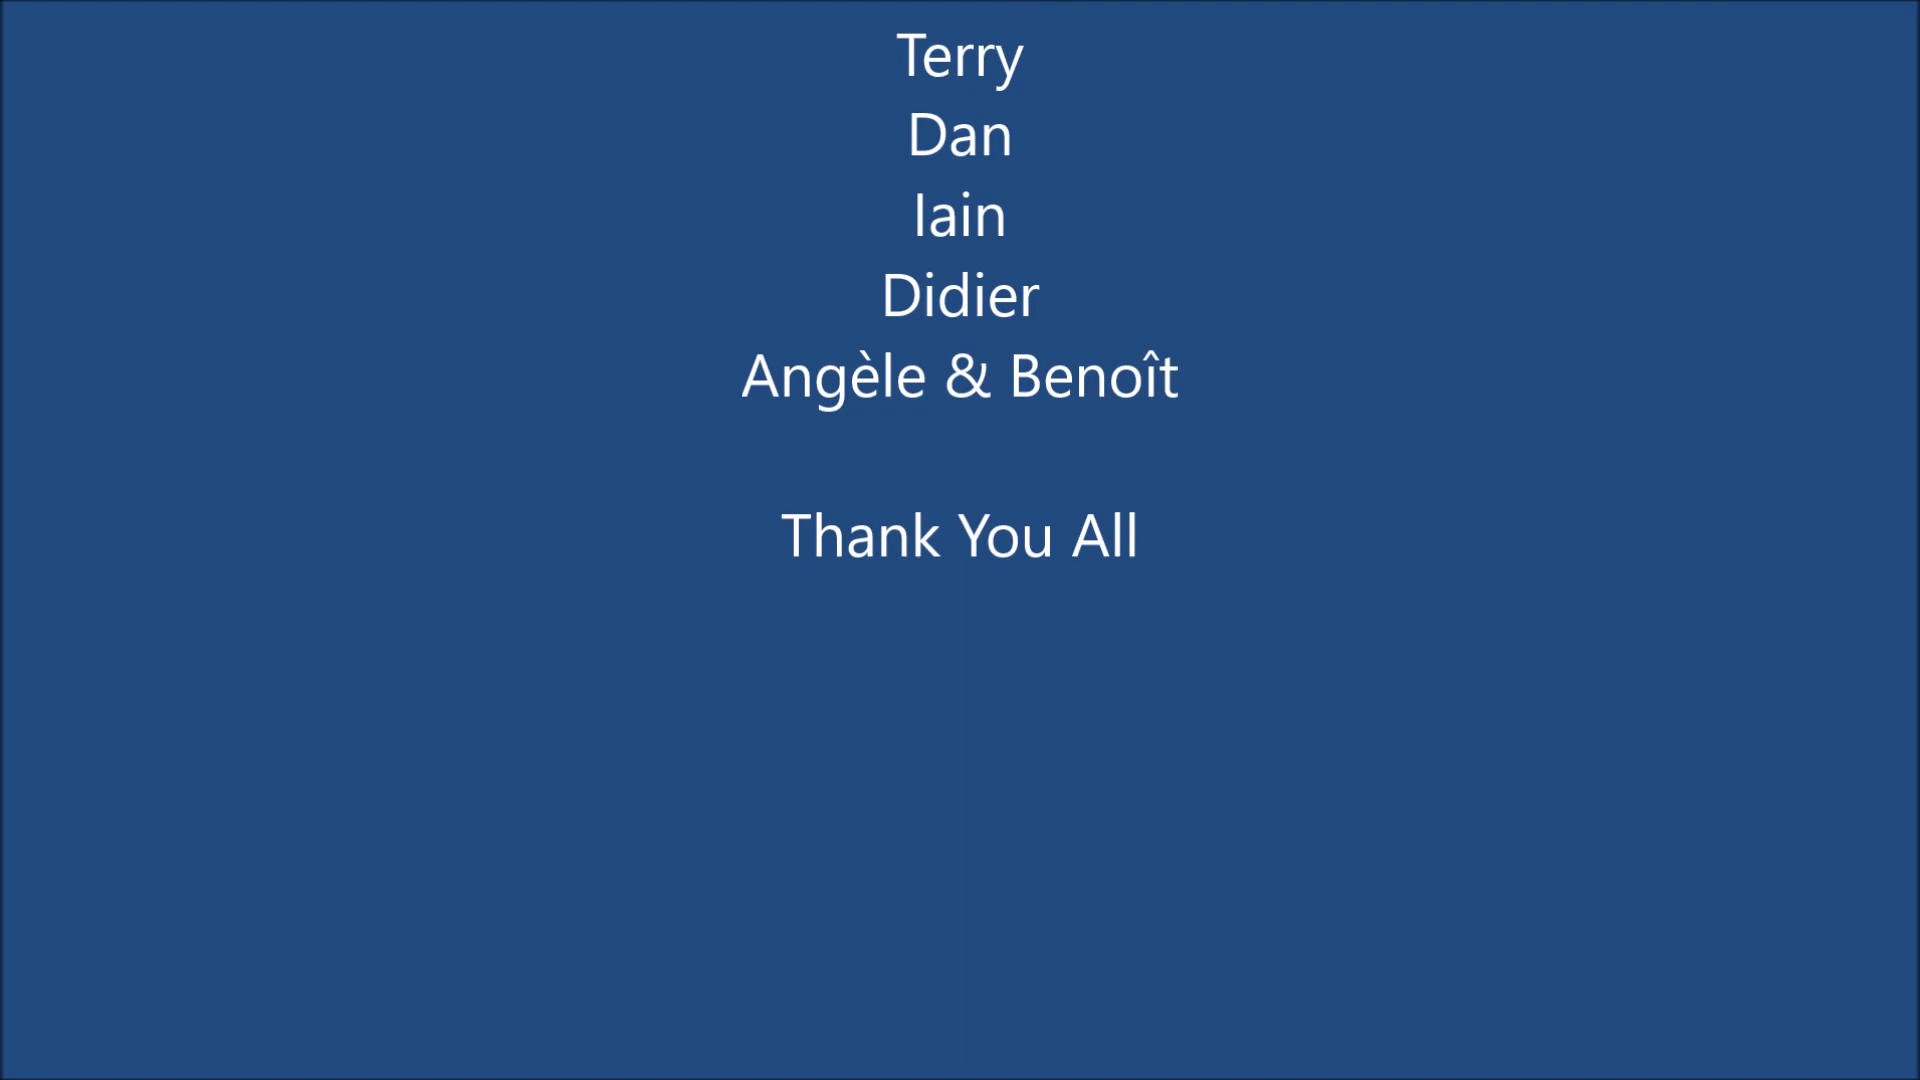 Terry
Dan
Iain
Didier
Angèle & Benoît
Thank You All